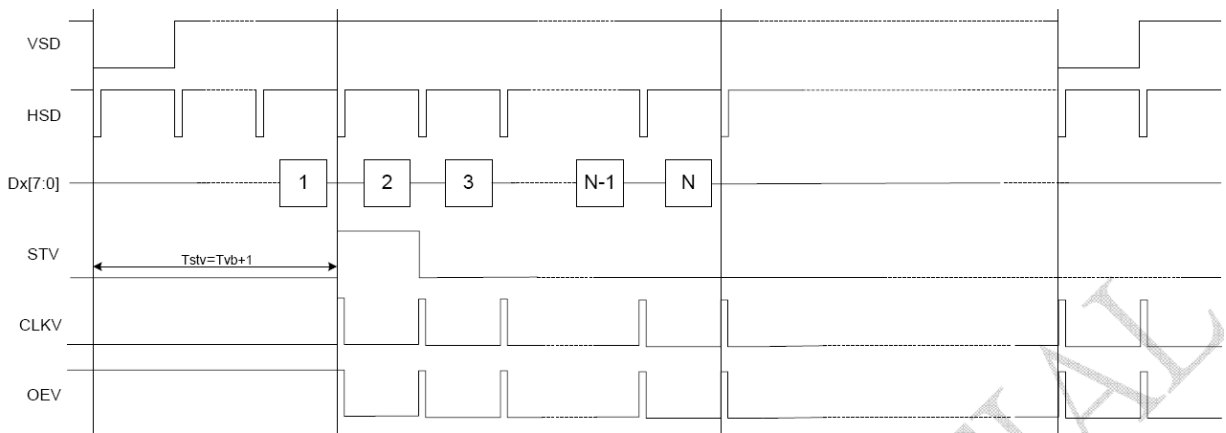 VSD
HSD
Dx[7:0] 1 2 3 N-1 N
STV
Tstv=Tvb+1
CLKV
OEV